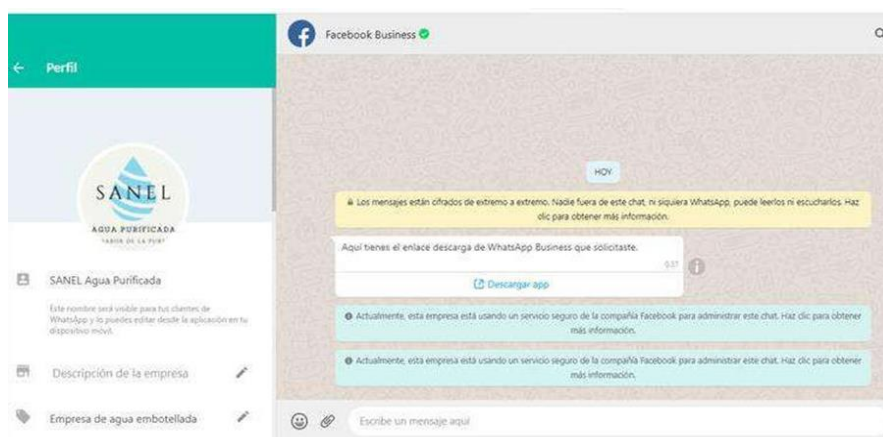 Perfil
SANEL
AGUA PURIFICADA
SANEL Agua Purificada
Este nombre será visible para tus clientes de
WhatsApp y lo puedes editar desde la aplicación en tu
dispositivo móvil.
Descripción de la empresa
Empresa de agua embotellada
Facebook Business
HOY
Los mensajes están cifrados de extremo a extremo. Nadie fuera de este chat, ni siquiera WhatsApp, puede leerlos ni escucharlos. Haz
clic para obtener más información.
Aquí tienes el enlace descarga de WhatsApp Business que solicitaste.
Descargar app
Actualmente, esta empresa está usando un servicio seguro de la compañía Facebook para administrar este chat. Haz clic para obtener
más información.
Actualmente, esta empresa está usando un servicio seguro de la compañía Facebook para administrar este chat. Haz clic para obtener
más información.
Escribe un mensaje aquí